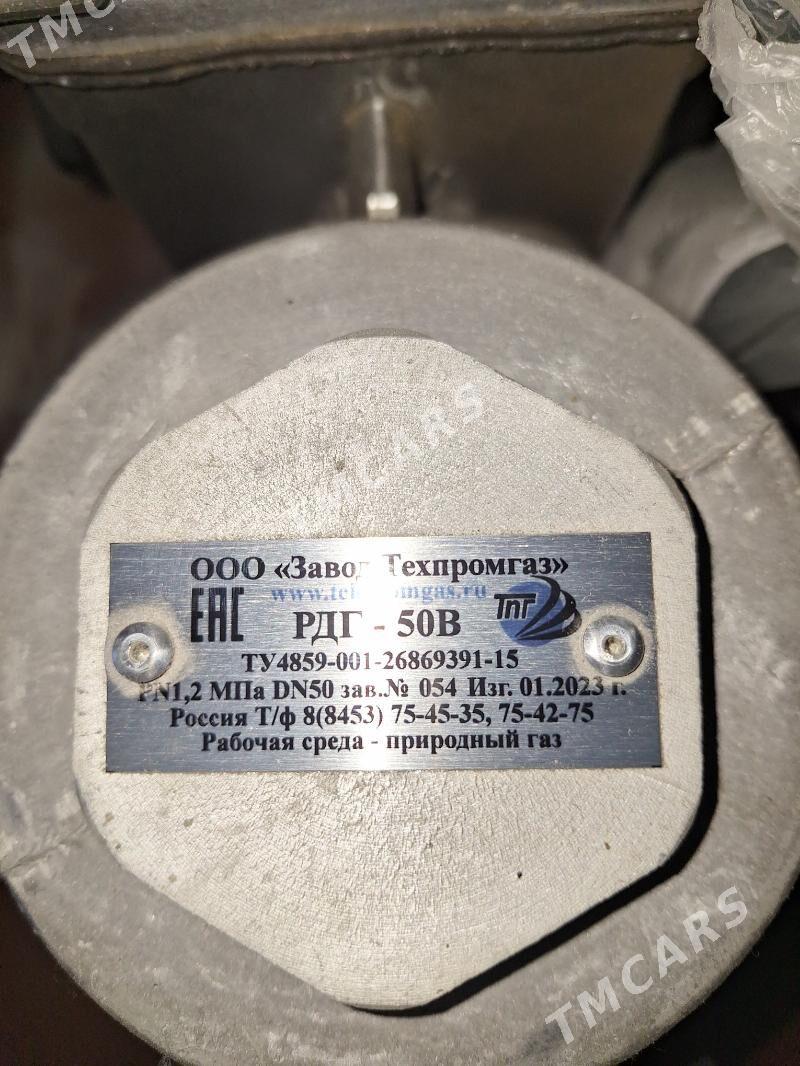 TMCARS
TMCARS
ООО «Завод Техпромгаз»
ЕАС
ТПГ
РДГ - 50В
ТУ4859-001-26869391-15
PN1,2 МПа DN50 зав.№ 054 Изг. 01.2023 г.
Россия Т/ф 8(8453) 75-45-35, 75-42-75
Рабочая среда - природный газ
TMCARS